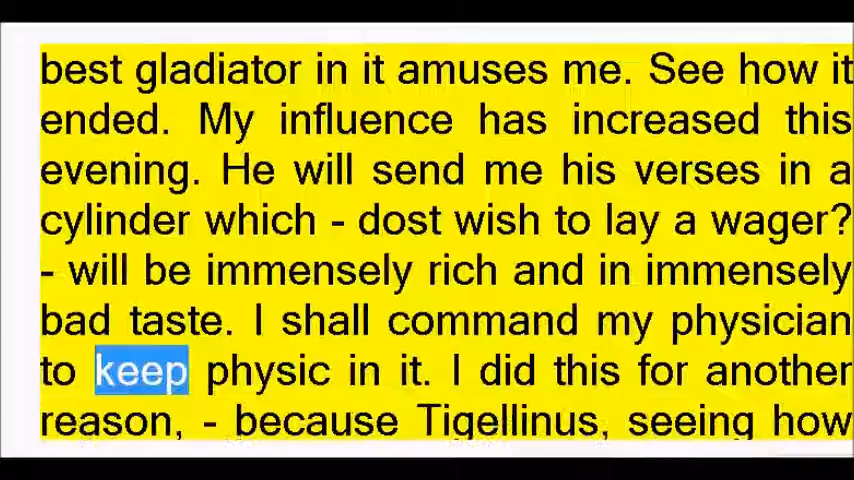 best gladiator in it amuses me. See how it
ended. My influence has increased this
evening. He will send me his verses in a
cylinder which - dost wish to lay a wager?
- will be immensely rich and in immensely
bad taste. I shall command my physician
to keep physic in it. I did this for another
reason, - because Tigellinus, seeing how